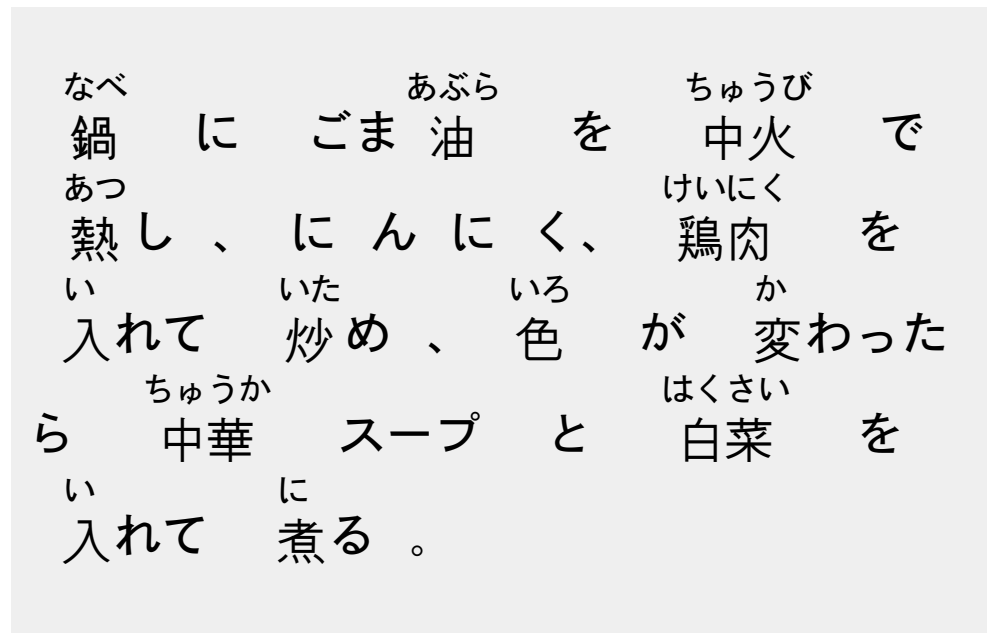 なべ あぶら ちゅうび
鍋 に ごま 油 を 中火 で
あつ けいにく
熱し 、 に ん に く、 鶏肉 を
い いた いろ か
入れて 炒め 、 色 が 変わった
ちゅうか はくさい
ら 中華 スープ と 白菜 を
い に
入れて 煮る 。